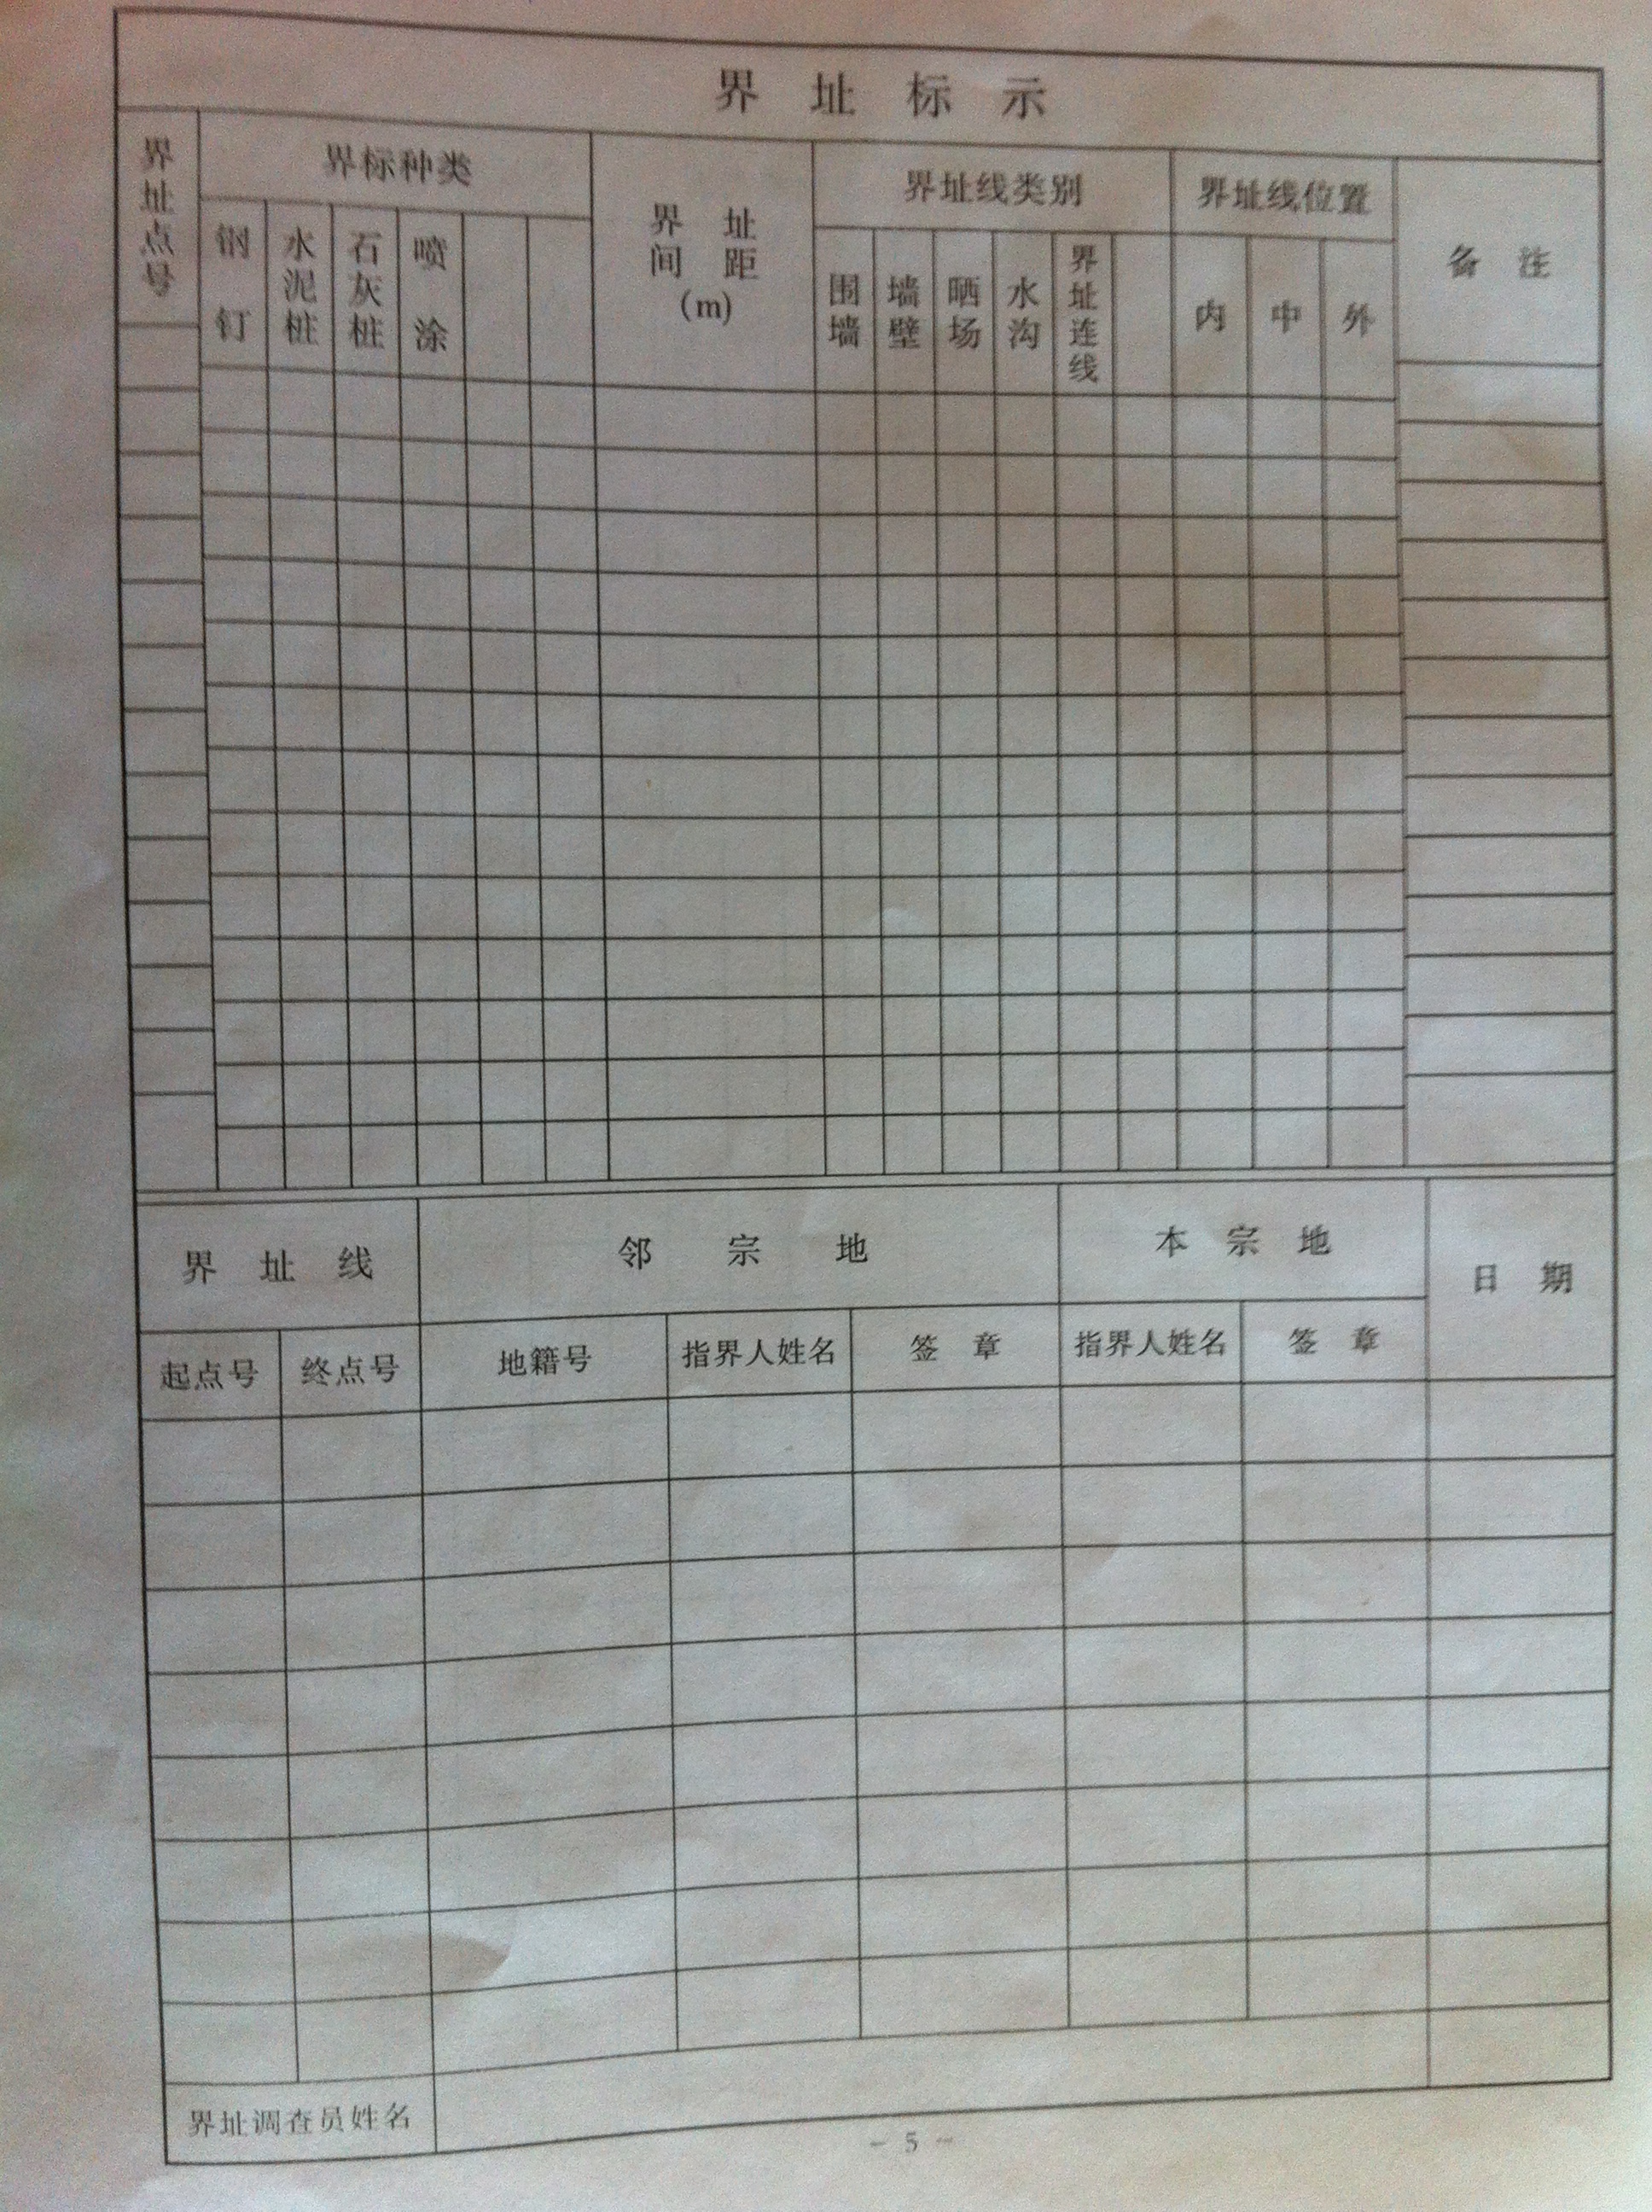 界 址 标 示
界址点号
界标种类
钢钉
水泥桩
石灰桩
喷涂
界 址
间 距
(m)
界址线类别
围墙
墙壁
晒场
水沟
界址连线
界址线位置
内
中
外
备 注
界 址 线
邻 宗 地
本 宗 地
日 期
起点号
终点号
地籍号
指界人姓名
签 章
指界人姓名
签 章
界址调查员姓名
- 5 -